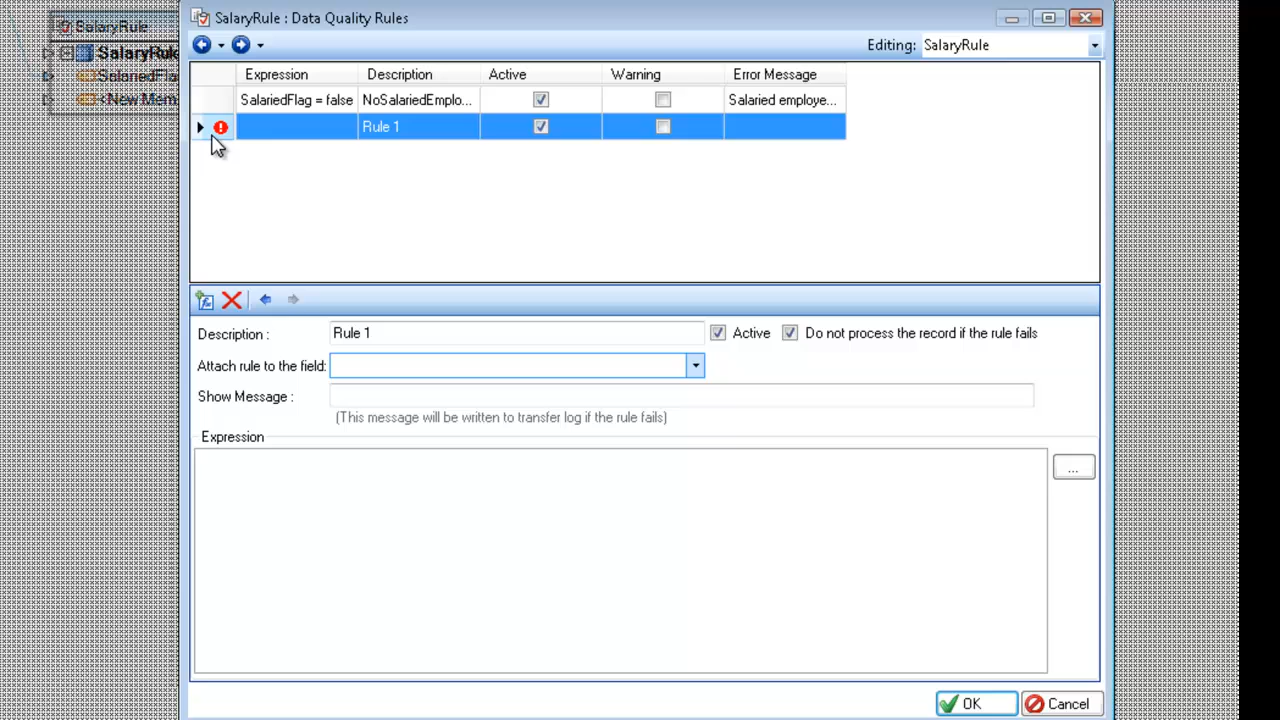 SalaryRule : Data Quality Rules
SalaryRule
Editing: SalaryRule
SalaryRule
SalariedFla
<New Mem
Expression Description Active Warning Error Message
SalariedFlag = false NoSalariedEmplo... Salaried employe...
Rule 1
Description : Rule 1 Active Do not process the record if the rule fails
Attach rule to the field:
Show Message :
(This message will be written to transfer log if the rule fails)
Expression
...
OK Cancel